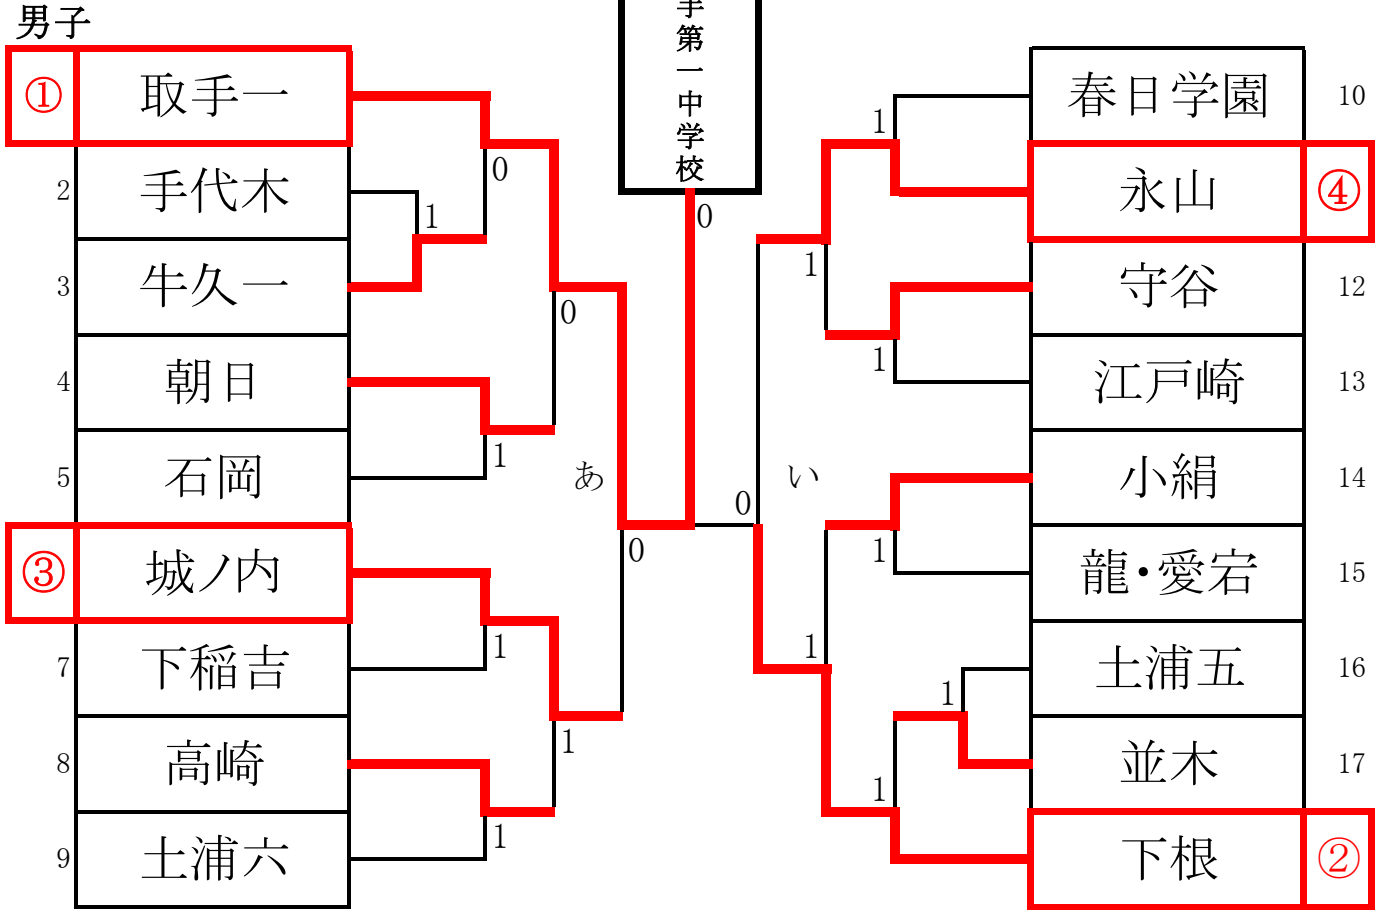 男子
手第一中学校
① 取手一
2 手代木
3 牛久一
4 朝日
5 石岡
③ 城ノ内
7 下稲吉
8 高崎
9 土浦六
0
1
0
1
1
1
0
1
あ
0
0
い
0
1
1
1
1
1
1
1
春日学園 10
永山 ④
守谷 12
江戸崎 13
小絹 14
龍・愛宕 15
土浦五 16
並木 17
下根 ②